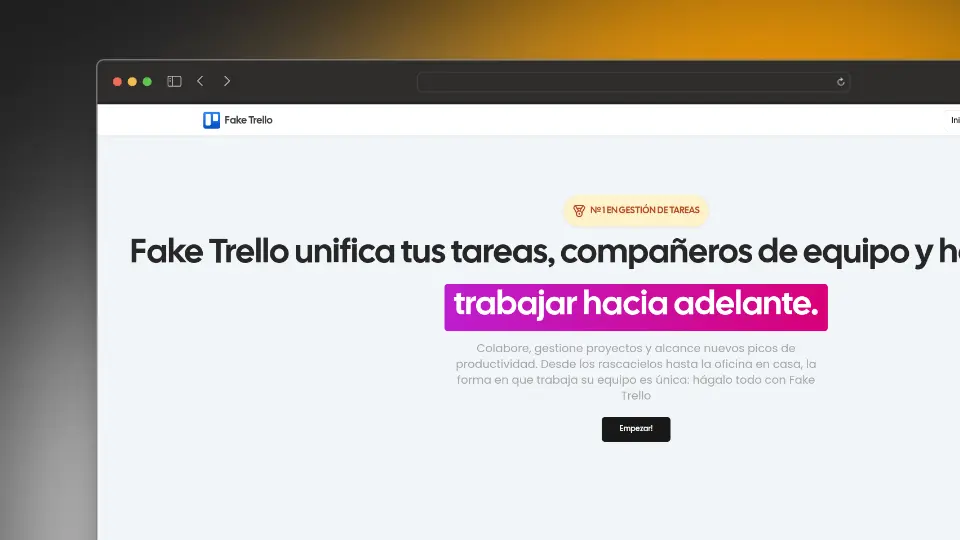 Fake Trello
Nº 1 EN GESTIÓN DE TAREAS
Fake Trello unifica tus tareas, compañeros de equipo y
trabajar hacia adelante.
Colabore, gestione proyectos y alcance nuevos picos de
productividad. Desde los rascacielos hasta la oficina en casa, la
forma en que trabaja su equipo es única: hágalo todo con Fake
Trello
Empezar!